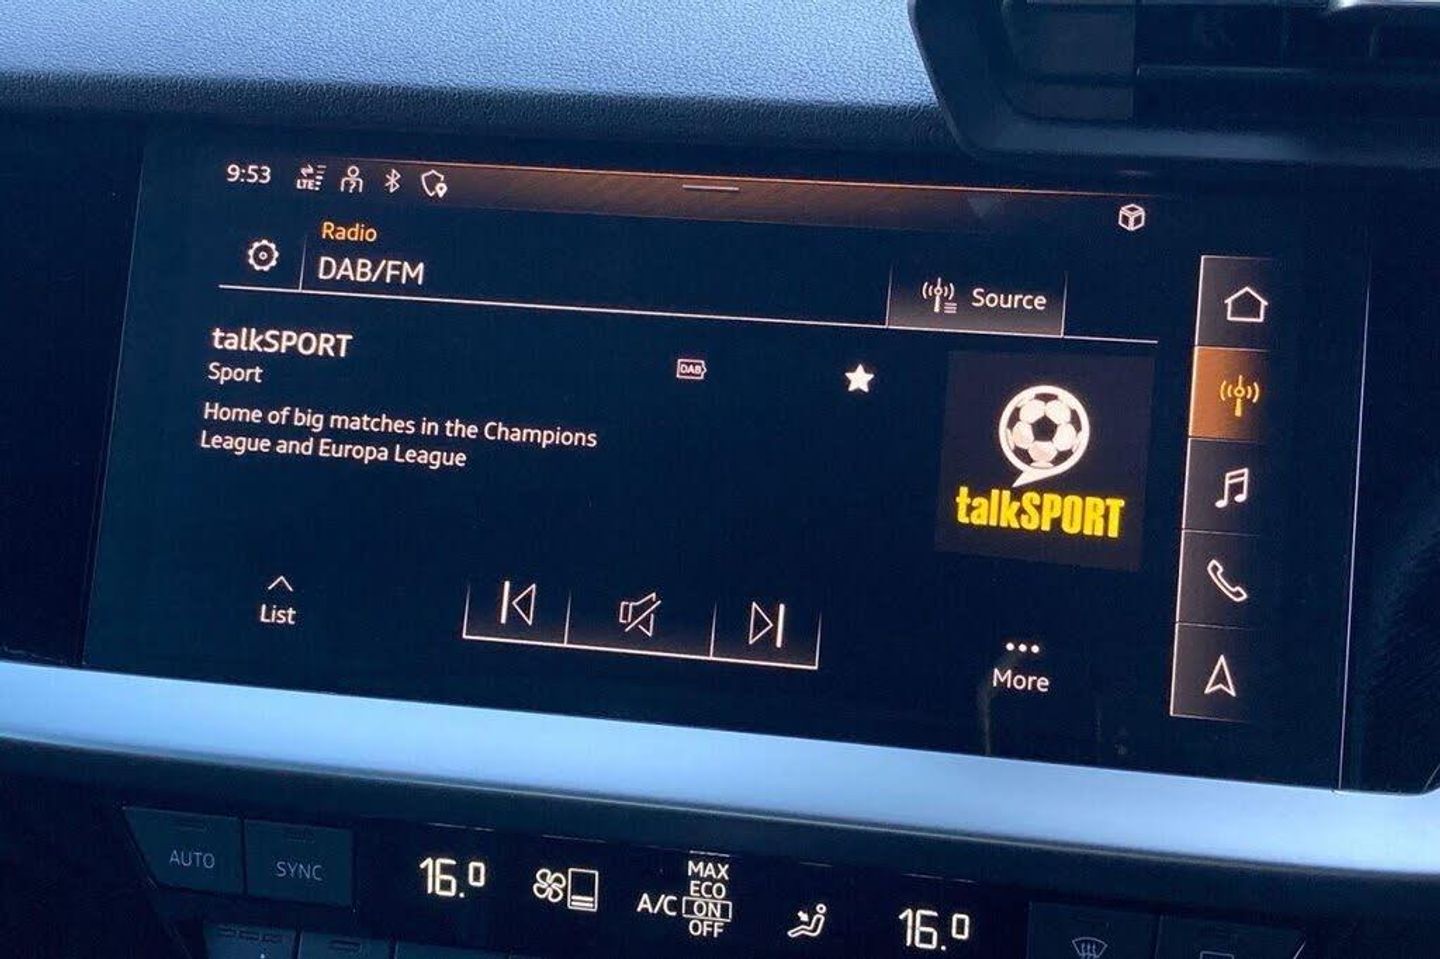 9:53
LTE
Radio
DAB/FM
Source
talkSPORT
DAB
Sport
Home of big matches in the Champions
League and Europa League
talkSPORT
List
More
AUTO
SYNC
16.0
MAX
ECO
A/C ON
OFF
16.0